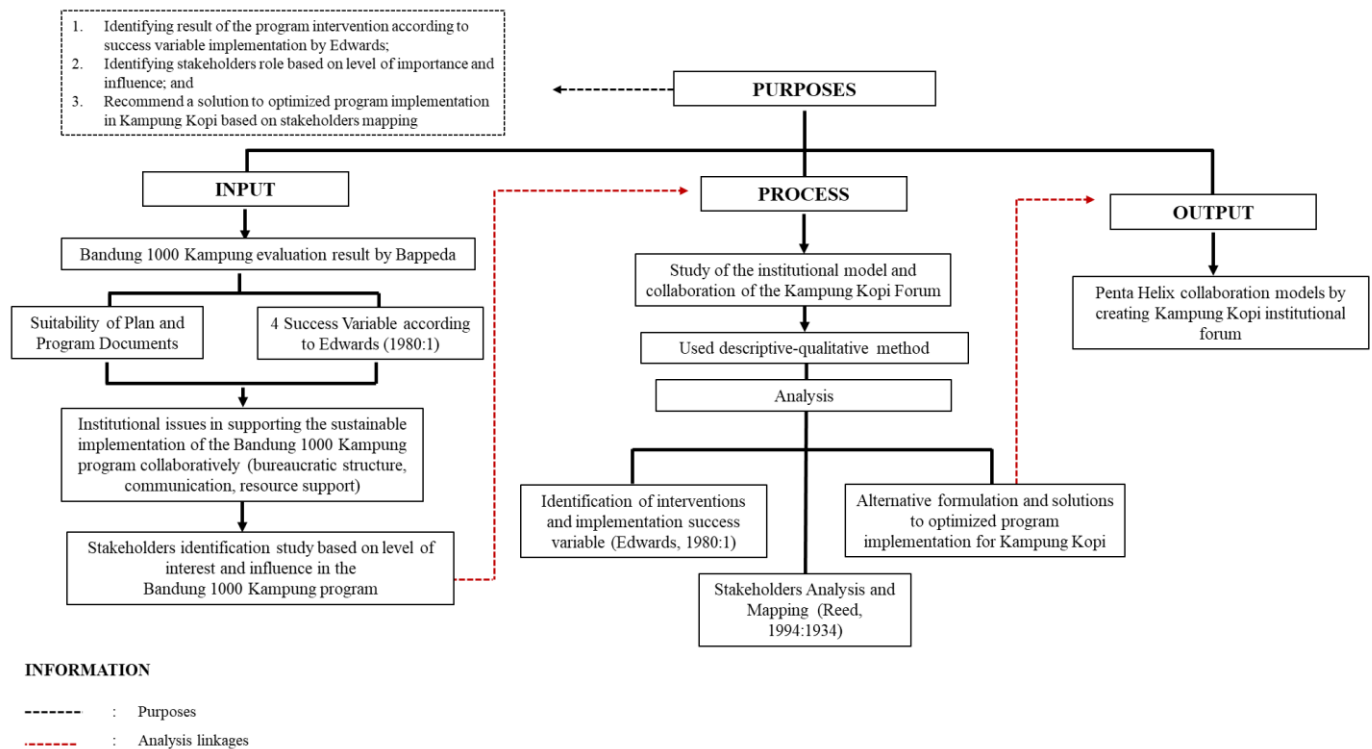 1. Identifying result of the program intervention according to
success variable implementation by Edwards;
2. Identifying stakeholders role based on level of importance and
influence; and
3. Recommend a solution to optimized program implementation
in Kampung Kopi based on stakeholders mapping
PURPOSES
INPUT
Bandung 1000 Kampung evaluation result by Bappeda
Suitability of Plan and
Program Documents
4 Success Variable according
to Edwards (1980:1)
Institutional issues in supporting the sustainable
implementation of the Bandung 1000 Kampung
program collaboratively (bureaucratic structure,
communication, resource support)
Stakeholders identification study based on level of
interest and influence in the
Bandung 1000 Kampung program
PROCESS
Study of the institutional model and
collaboration of the Kampung Kopi Forum
Used descriptive-qualitative method
Analysis
Identification of interventions
and implementation success
variable (Edwards, 1980:1)
Alternative formulation and solutions
to optimized program
implementation for Kampung Kopi
Stakeholders Analysis and
Mapping (Reed,
1994:1934)
OUTPUT
Penta Helix collaboration models by
creating Kampung Kopi institutional
forum
INFORMATION
: Purposes
: Analysis linkages